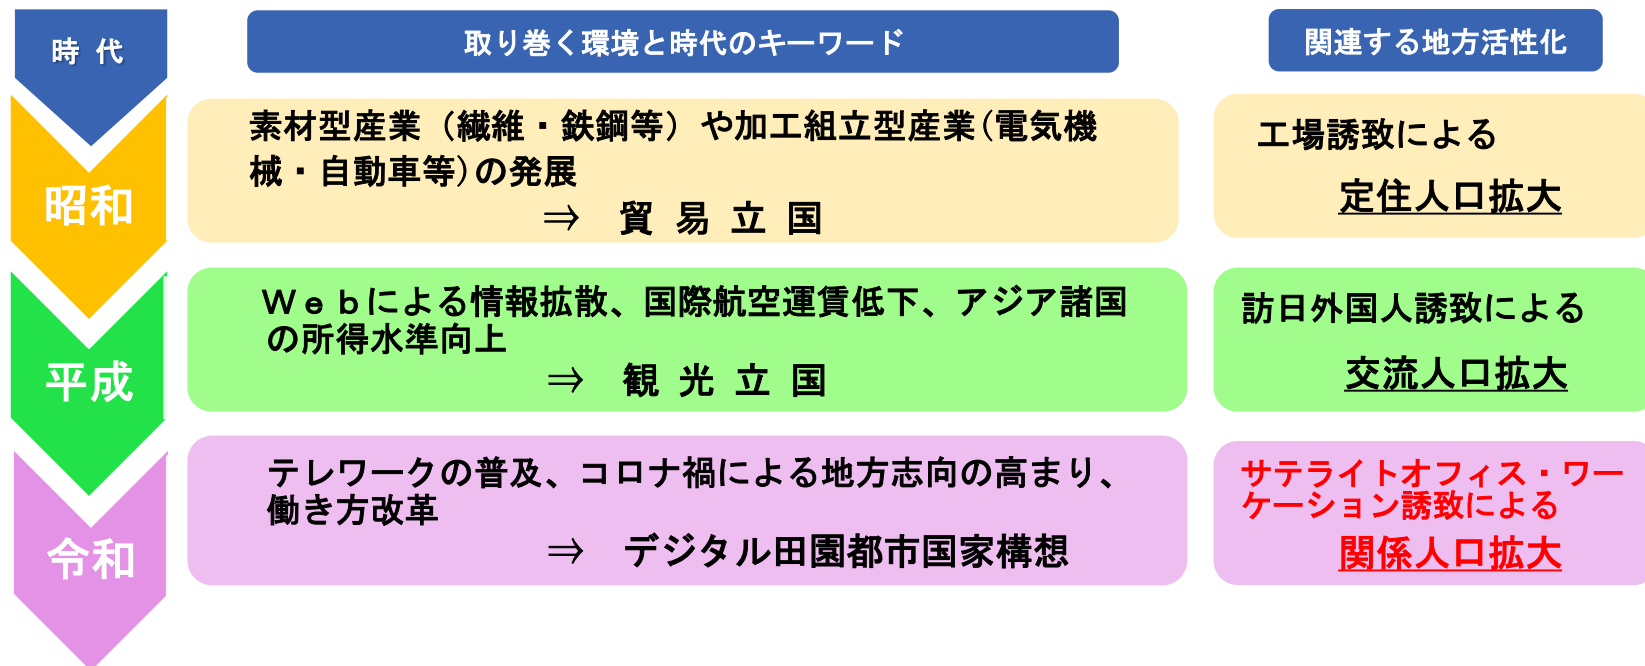 時 代
取り巻く環境と時代のキーワード
関連する地方活性化
昭和
素材型産業（繊維・鉄鋼等）や加工組立型産業(電気機
械・自動車等)の発展
⇒ 貿 易 立 国
工場誘致による
定住人口拡大
平成
Ｗｅｂによる情報拡散、国際航空運賃低下、アジア諸国
の所得水準向上
⇒ 観 光 立 国
訪日外国人誘致による
交流人口拡大
令和
テレワークの普及、コロナ禍による地方志向の高まり、
働き方改革
⇒ デジタル田園都市国家構想
サテライトオフィス・ワー
ケーション誘致による
関係人口拡大